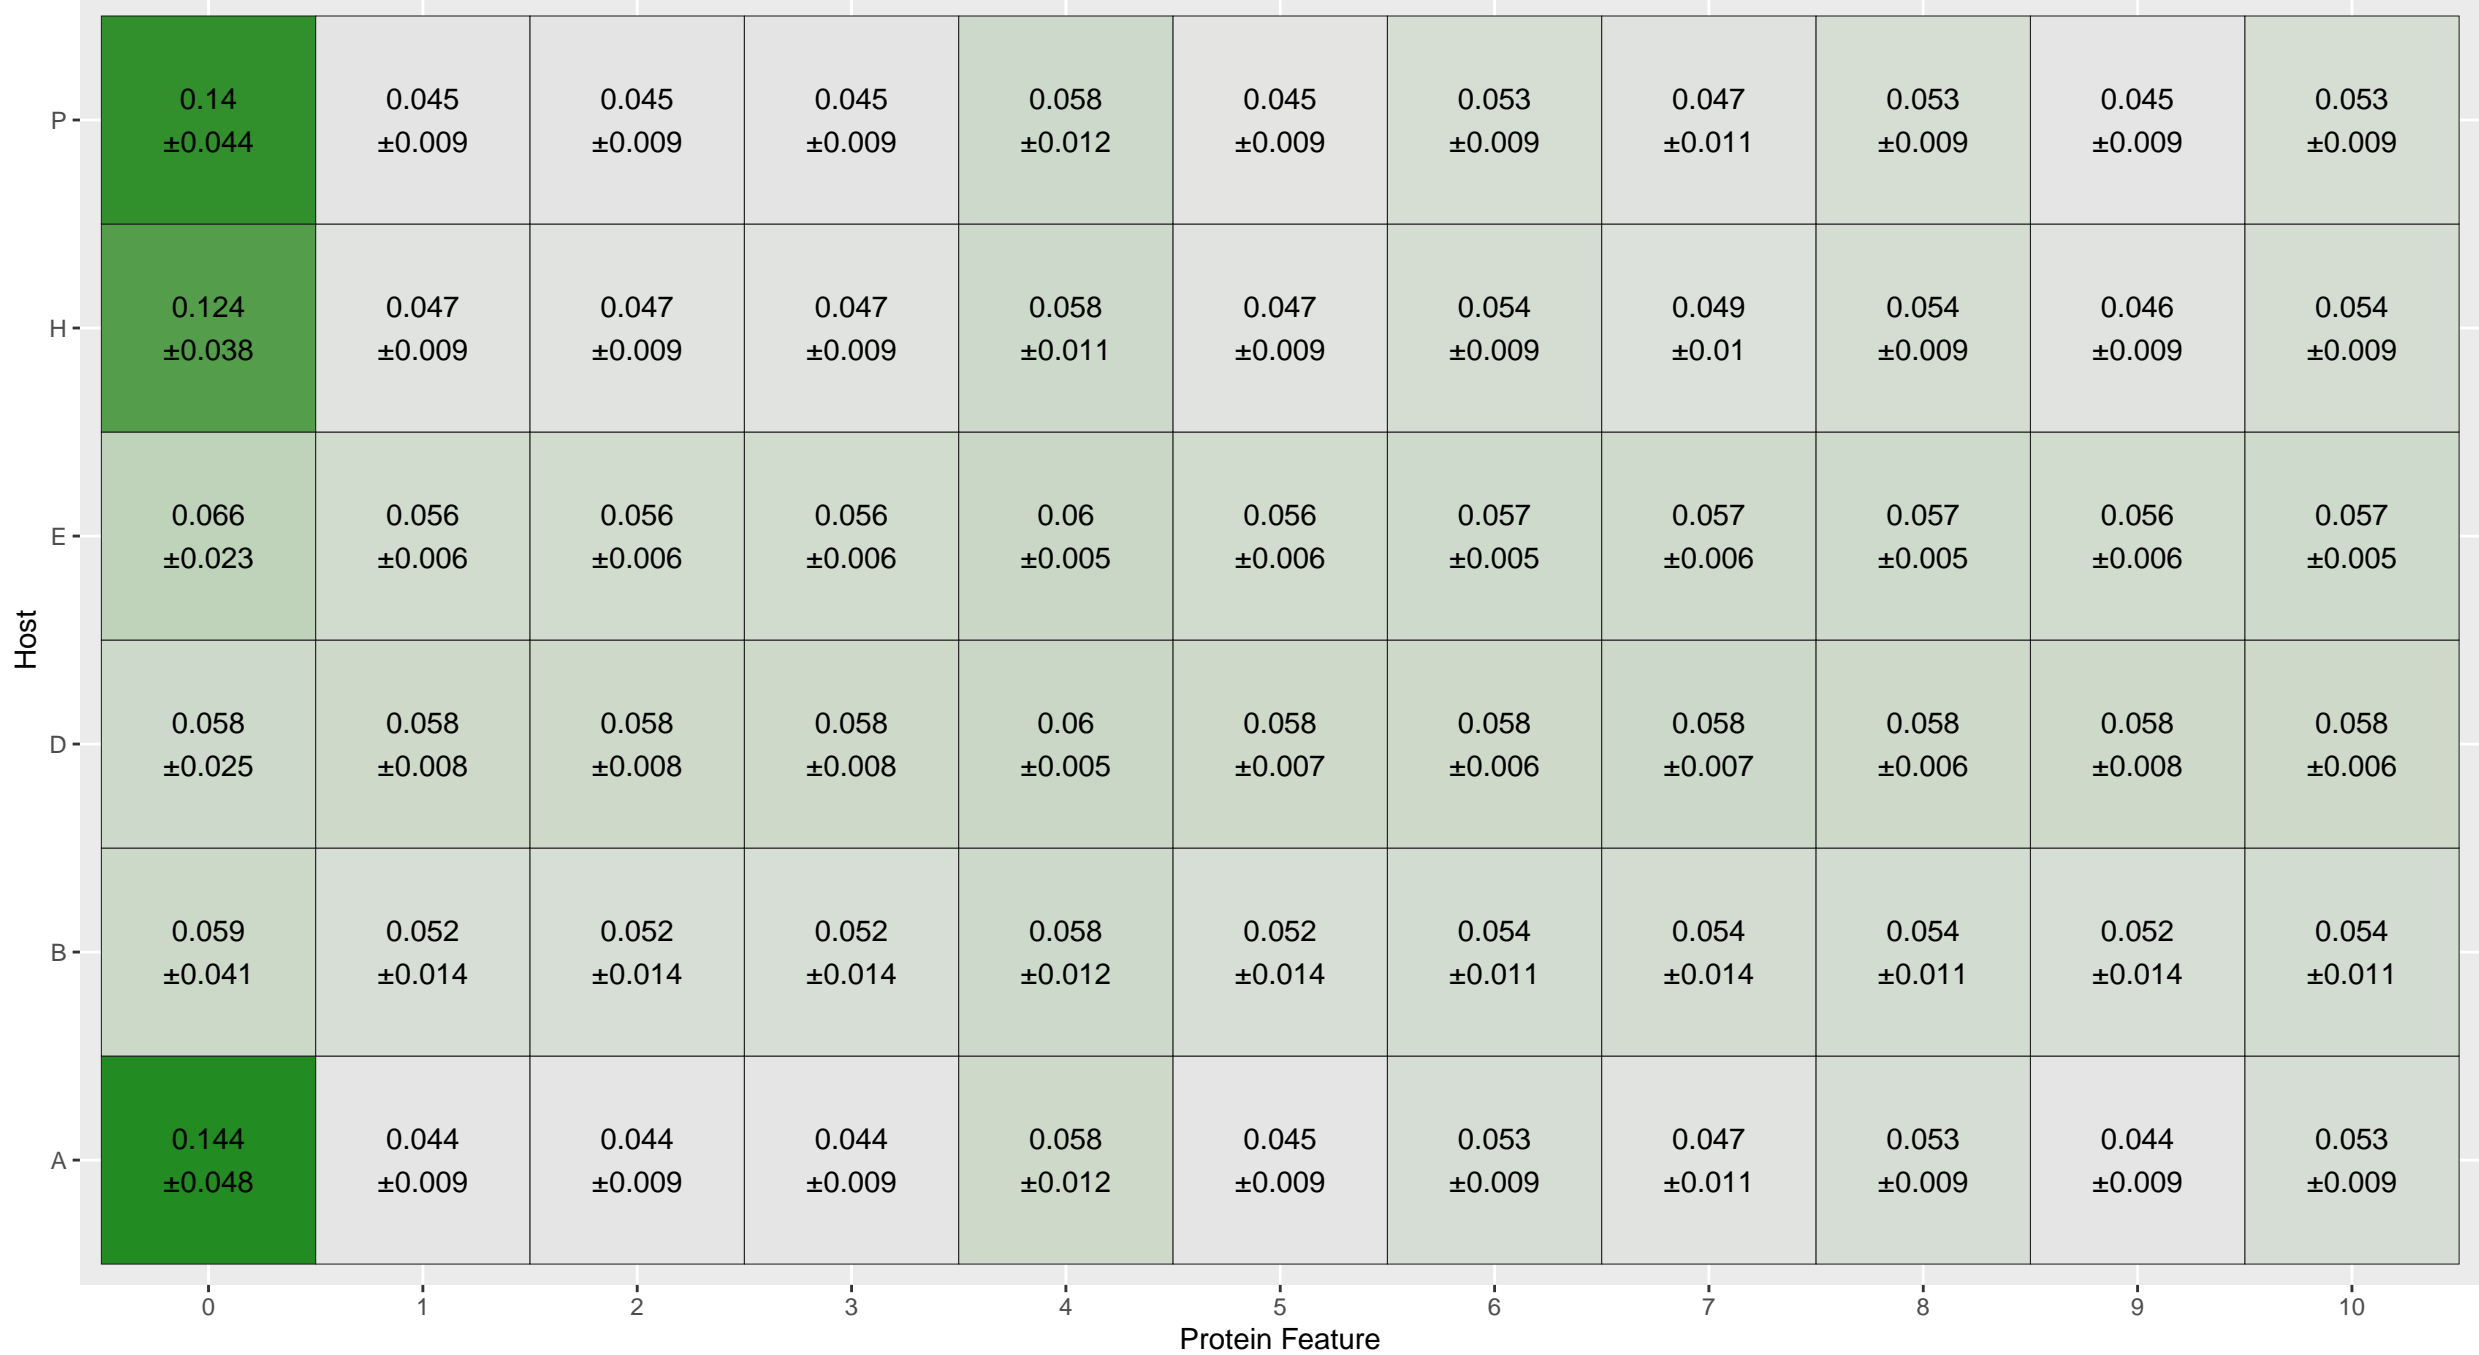 Host
P
0.14 0.045 0.045 0.045 0.058 0.045 0.053 0.047 0.053 0.045 0.053
±0.044 ±0.009 ±0.009 ±0.009 ±0.012 ±0.009 ±0.009 ±0.011 ±0.009 ±0.009 ±0.009
H
0.124 0.047 0.047 0.047 0.058 0.047 0.054 0.049 0.054 0.046 0.054
±0.038 ±0.009 ±0.009 ±0.009 ±0.011 ±0.009 ±0.009 ±0.01 ±0.009 ±0.009 ±0.009
E
0.066 0.056 0.056 0.056 0.06 0.056 0.057 0.057 0.057 0.056 0.057
±0.023 ±0.006 ±0.006 ±0.006 ±0.005 ±0.006 ±0.005 ±0.006 ±0.005 ±0.006 ±0.005
D
0.058 0.058 0.058 0.058 0.06 0.058 0.058 0.058 0.058 0.058 0.058
±0.025 ±0.008 ±0.008 ±0.008 ±0.005 ±0.007 ±0.006 ±0.007 ±0.006 ±0.008 ±0.006
B
0.059 0.052 0.052 0.052 0.058 0.052 0.054 0.054 0.054 0.052 0.054
±0.041 ±0.014 ±0.014 ±0.014 ±0.012 ±0.014 ±0.011 ±0.014 ±0.011 ±0.014 ±0.011
A
0.144 0.044 0.044 0.044 0.058 0.045 0.053 0.047 0.053 0.044 0.053
±0.048 ±0.009 ±0.009 ±0.009 ±0.012 ±0.009 ±0.009 ±0.011 ±0.009 ±0.009 ±0.009
0 1 2 3 4 5 6 7 8 9 10
Protein Feature